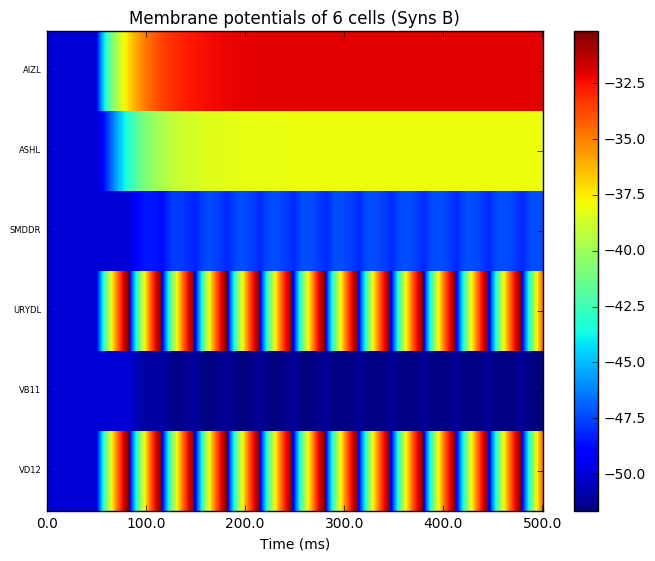 Membrane potentials of 6 cells (Syns B)
AIZL
ASHL
SMDDR
URYDL
VB11
VD12
0.0 100.0 200.0 300.0 400.0 500.0
Time (ms)
−32.5
−35.0
−37.5
−40.0
−42.5
−45.0
−47.5
−50.0